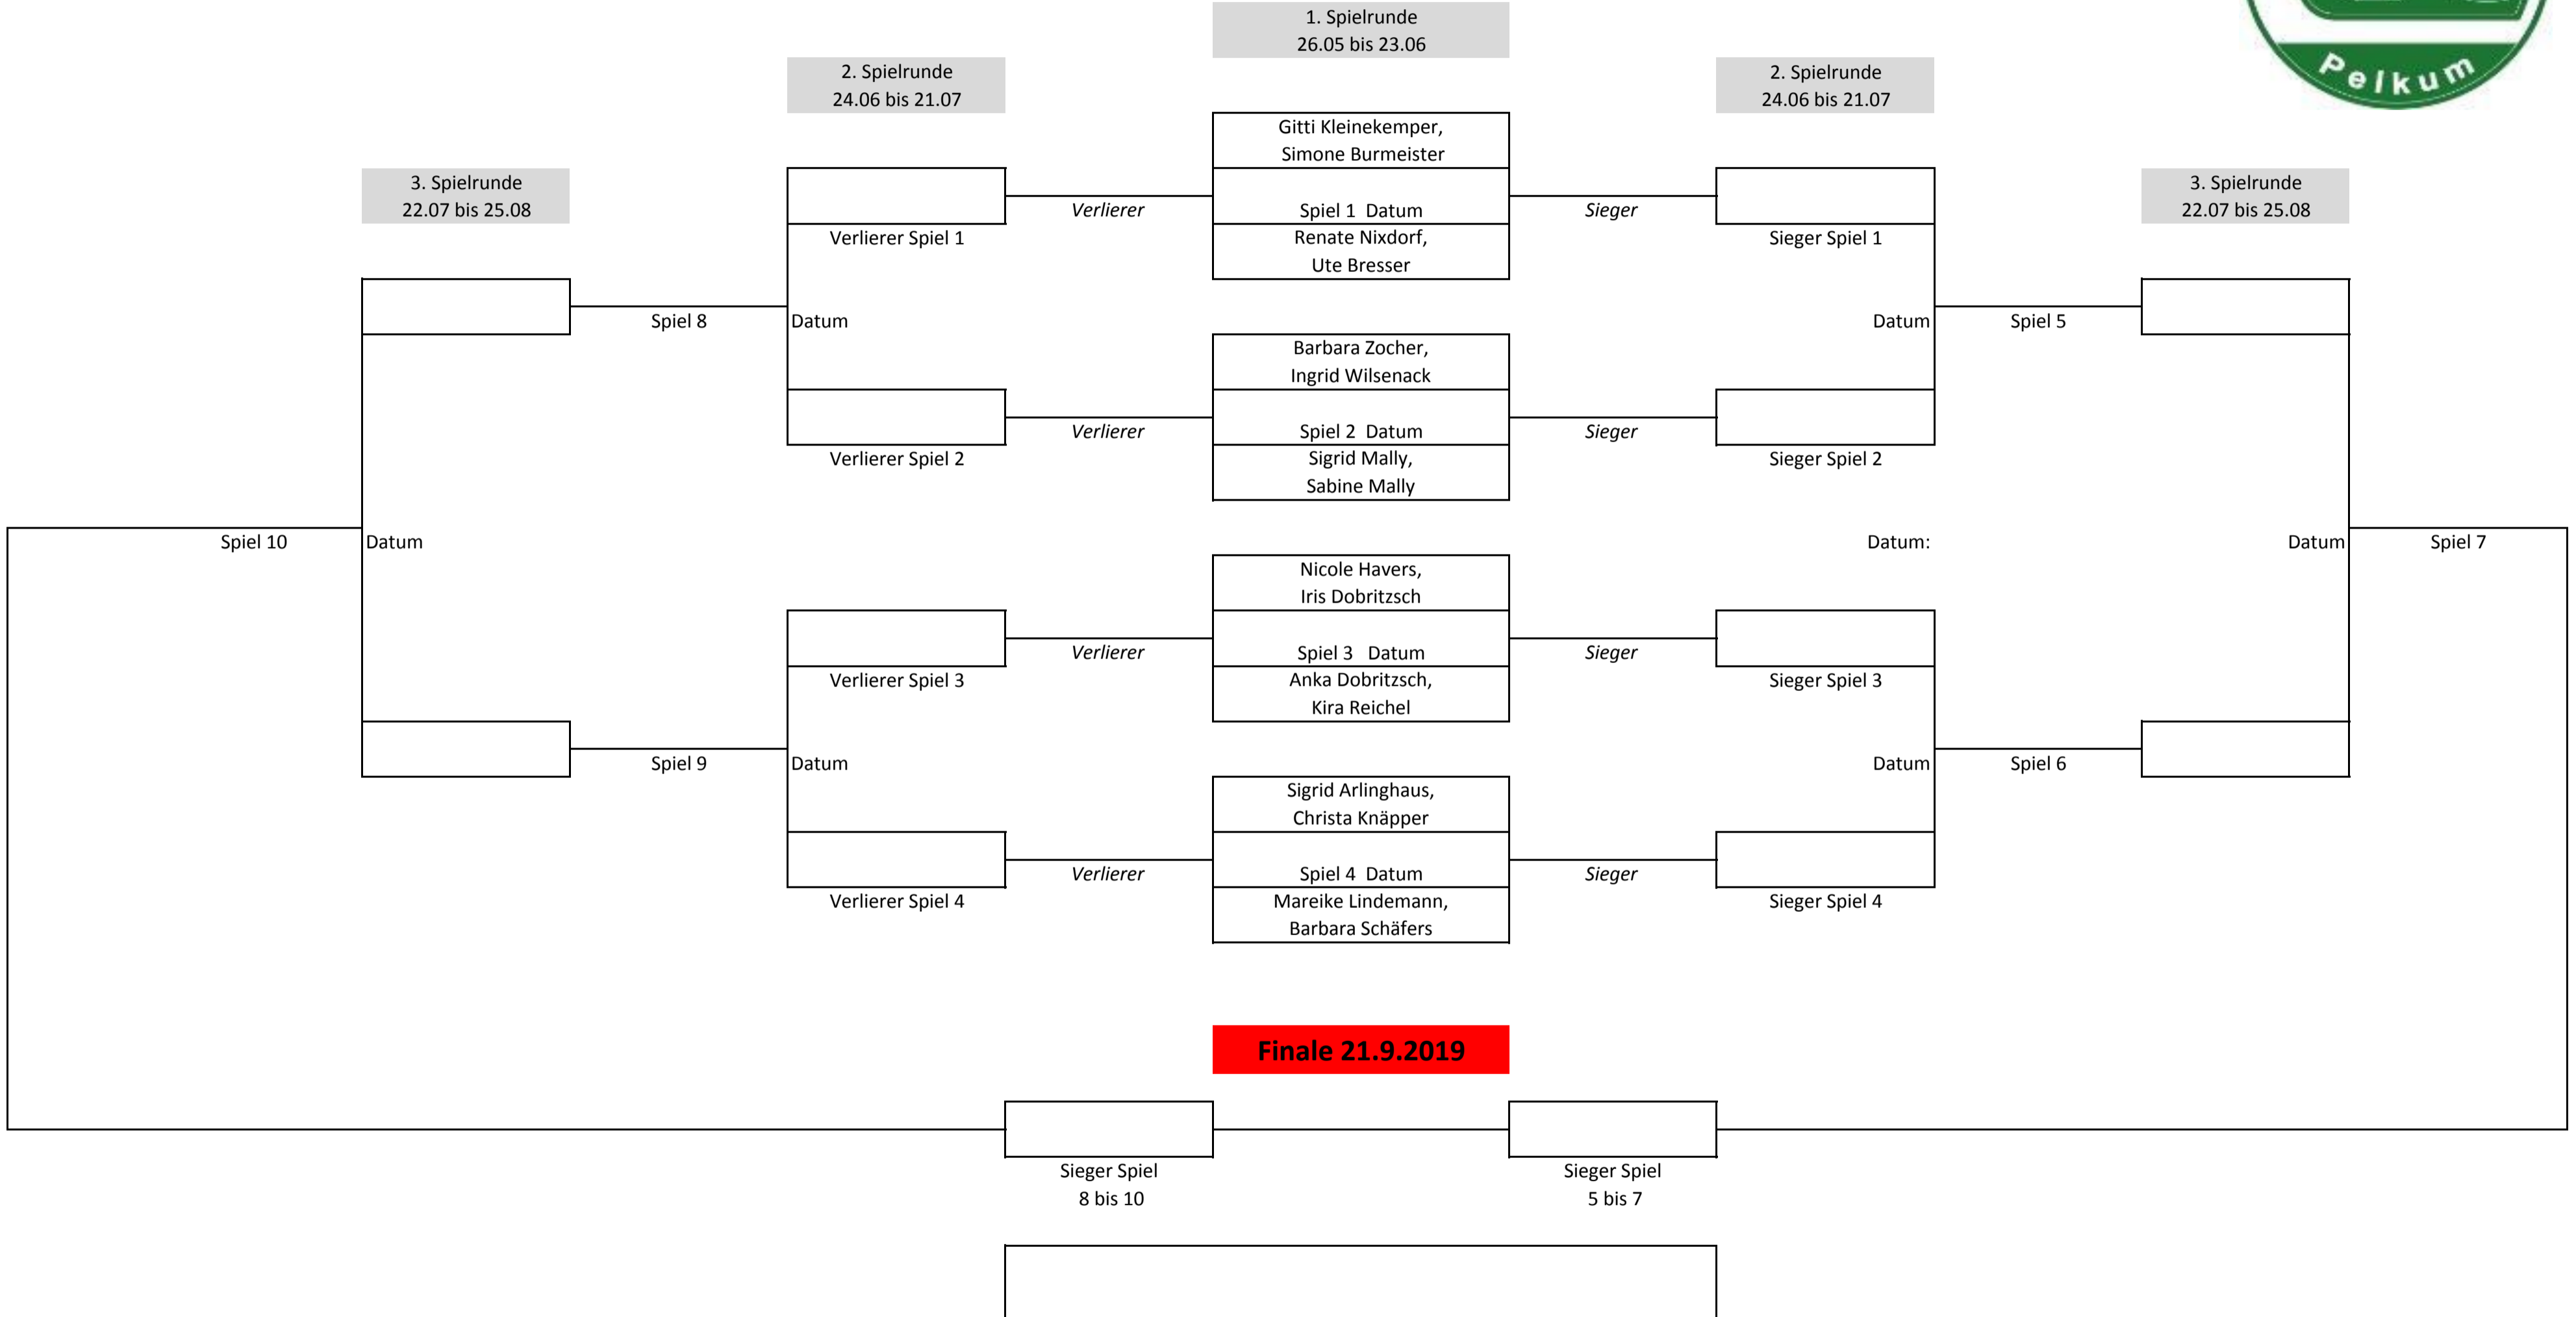 1. Spielrunde
26.05 bis 23.06
2. Spielrunde
24.06 bis 21.07
2. Spielrunde
24.06 bis 21.07
Pelkum
3. Spielrunde
22.07 bis 25.08
3. Spielrunde
22.07 bis 25.08
Gitti Kleinekemper,
Simone Burmeister
Verlierer
Spiel 1 Datum
Sieger
Verlierer Spiel 1
Renate Nixdorf,
Ute Bresser
Sieger Spiel 1
Spiel 8
Datum
Datum
Spiel 5
Barbara Zocher,
Ingrid Wilsenack
Verlierer
Spiel 2 Datum
Sieger
Verlierer Spiel 2
Sigrid Mally,
Sabine Mally
Sieger Spiel 2
Spiel 10
Datum
Datum:
Datum
Spiel 7
Nicole Havers,
Iris Dobritzsch
Verlierer
Spiel 3 Datum
Sieger
Verlierer Spiel 3
Anka Dobritzsch,
Kira Reichel
Sieger Spiel 3
Spiel 9
Datum
Datum
Spiel 6
Sigrid Arlinghaus,
Christa Knäpper
Verlierer
Spiel 4 Datum
Sieger
Verlierer Spiel 4
Mareike Lindemann,
Barbara Schäfers
Sieger Spiel 4
Finale 21.9.2019
Sieger Spiel
8 bis 10
Sieger Spiel
5 bis 7